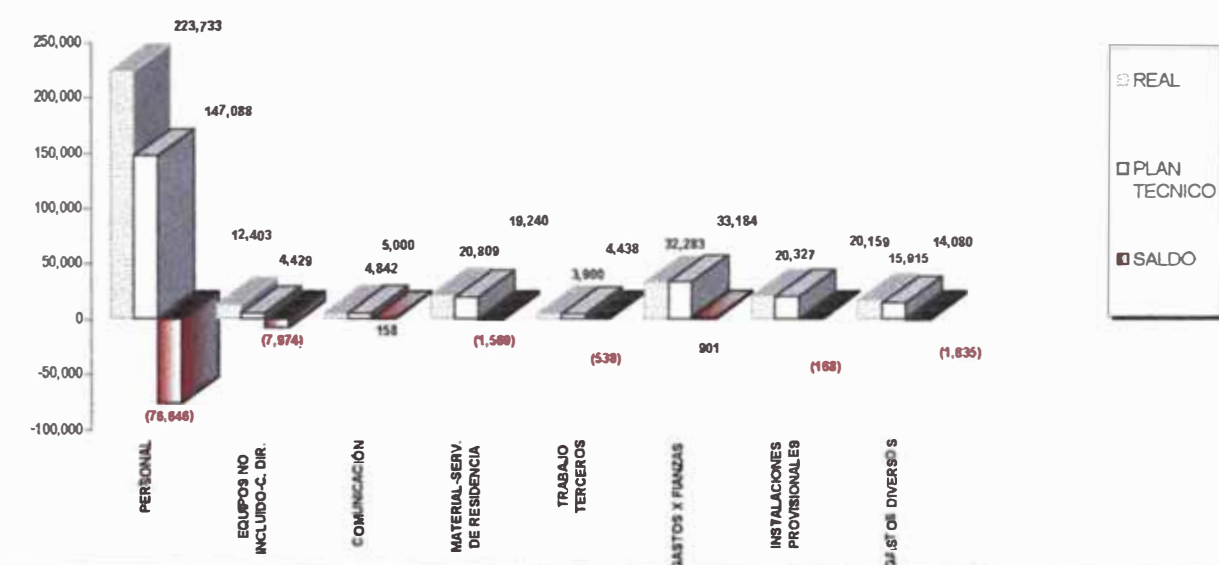 223,733
250,000
200,000
147,088
150,000
100,000
50,000
0
-50,000
-100,000
12,403
4,429
5,000
4,842
158
20,809
19,240
3,900
4,438
32,283
33,184
901
20,327
20,159
15,915
14,080
(76,646)
(7,974)
(1,569)
(538)
(168)
(1,835)
PERSONAL
EQUIPOS NO
INCLUIDO-C. DIR.
COMUNICACIÓN
MATERIAL-SERV.
DE RESIDENCIA
TRABAJO
TERCEROS
GASTOS X FIANZAS
INSTALACIONES
PROVISIONALES
GASTOS DIVERSOS
REAL
PLAN
TECNICO
SALDO